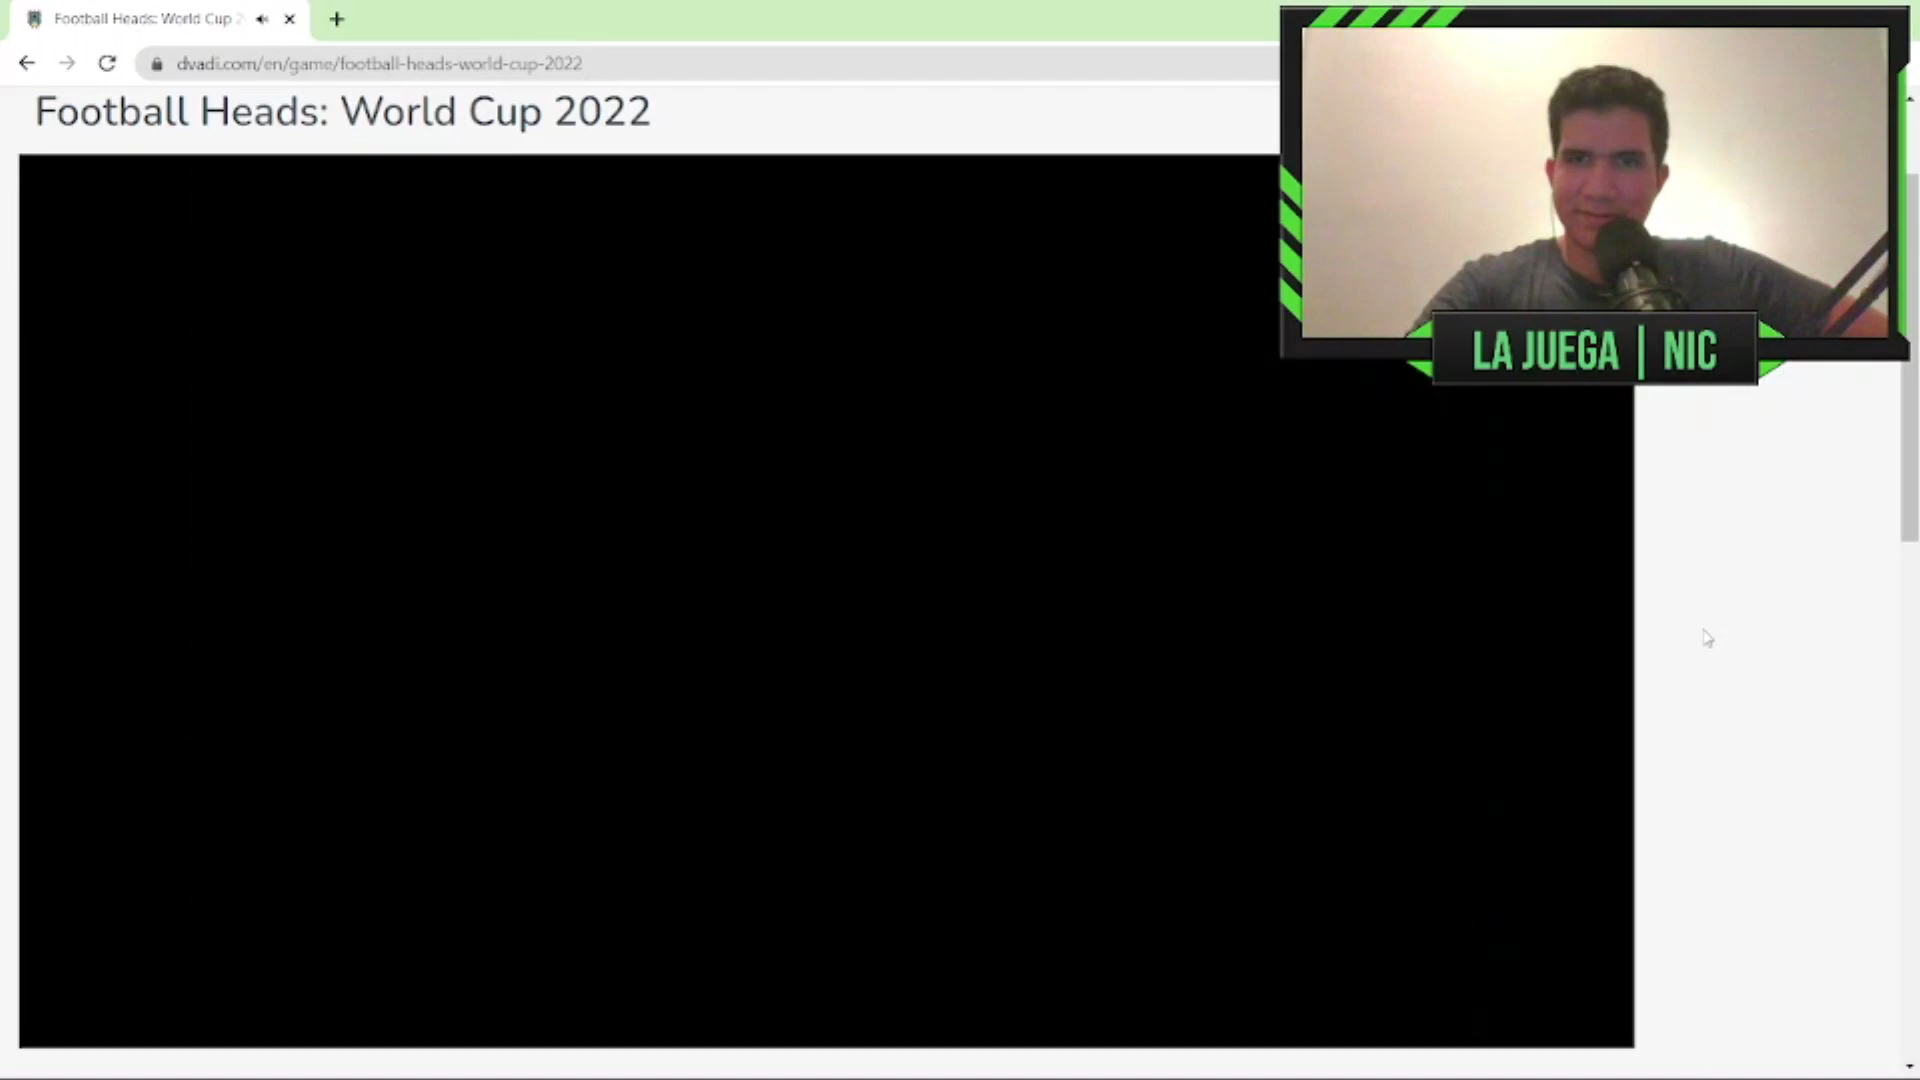 Football Heads: World Cup 2
dvadi.com/en/game/football-heads-world-cup-2022
Football Heads: World Cup 2022
LA JUEGA | NIC